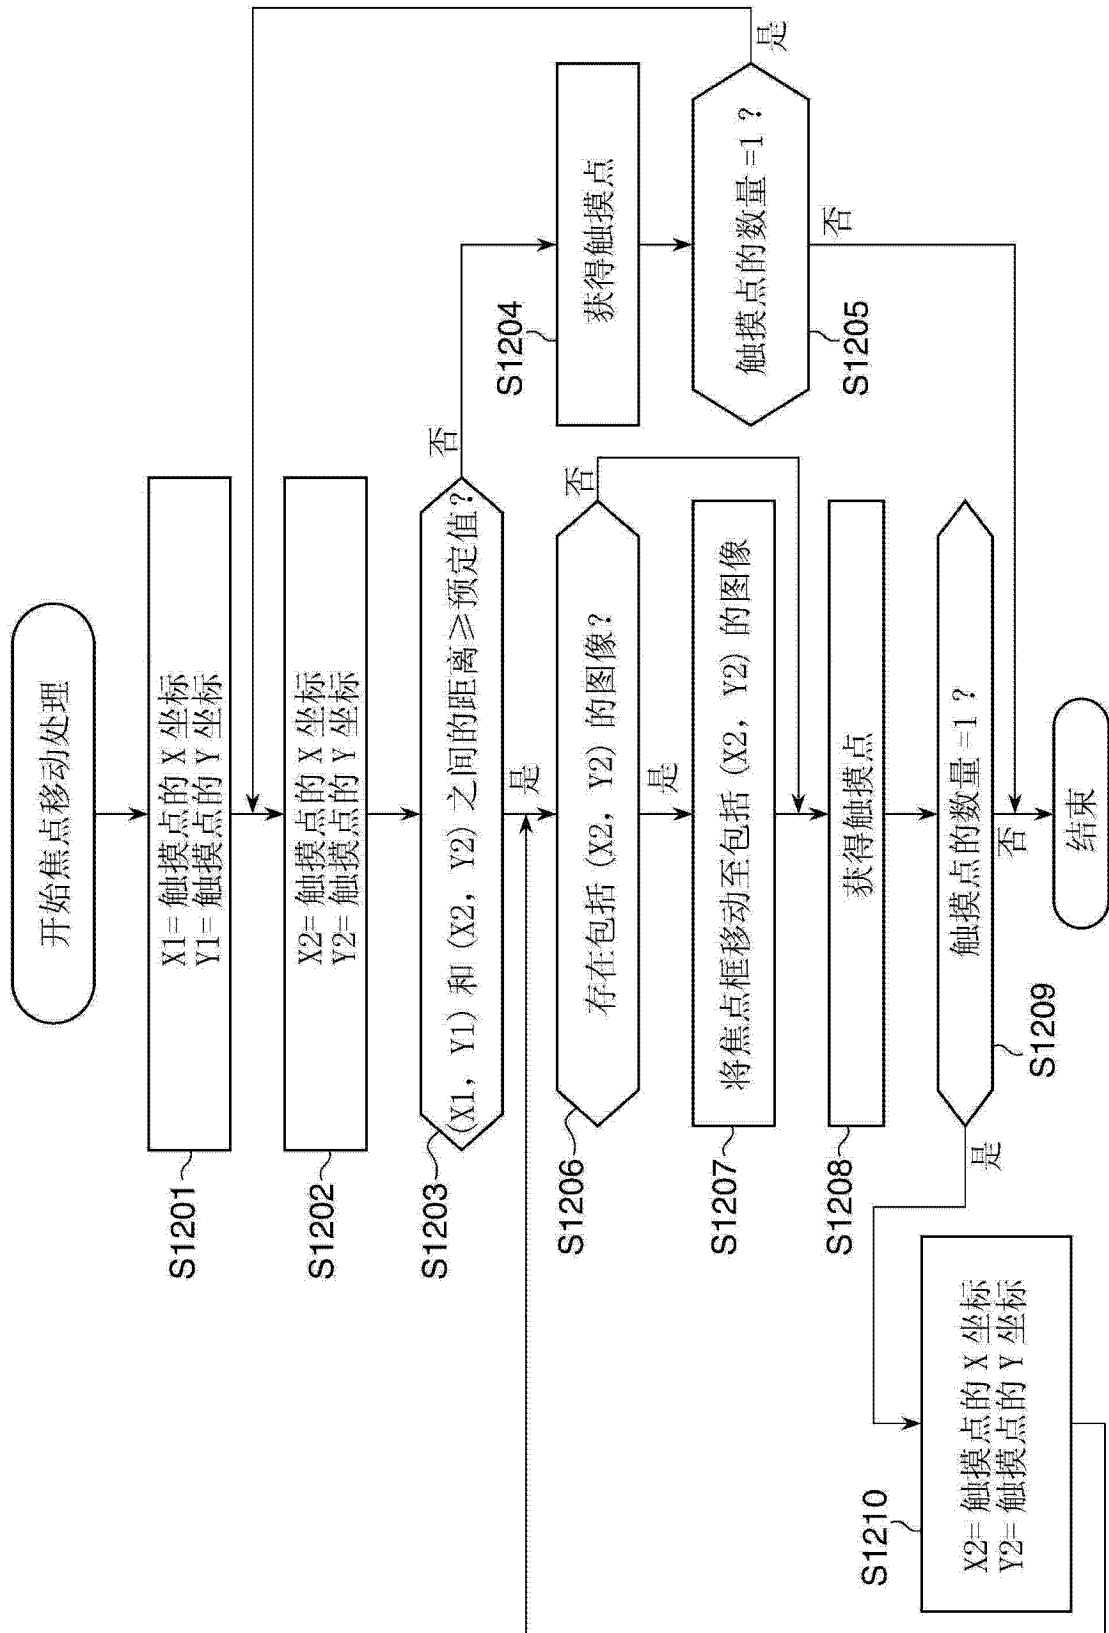 开始焦点移动处理
X1=触摸点的 X 坐标
Y1=触摸点的 Y 坐标
S1201
X2=触摸点的 X 坐标
Y2=触摸点的 Y 坐标
S1202
(X1, Y1) 和 (X2, Y2) 之间的距离≥预定值?
S1203
是
否
获得触摸点
S1204
触摸点的数量=1?
S1205
是
否
存在包括 (X2, Y2) 的图像?
S1206
是
否
将焦点框移动至包括 (X2, Y2) 的图像
S1207
获得触摸点
S1208
触摸点的数量=1?
S1209
是
否
X2=触摸点的 X 坐标
Y2=触摸点的 Y 坐标
S1210
结束